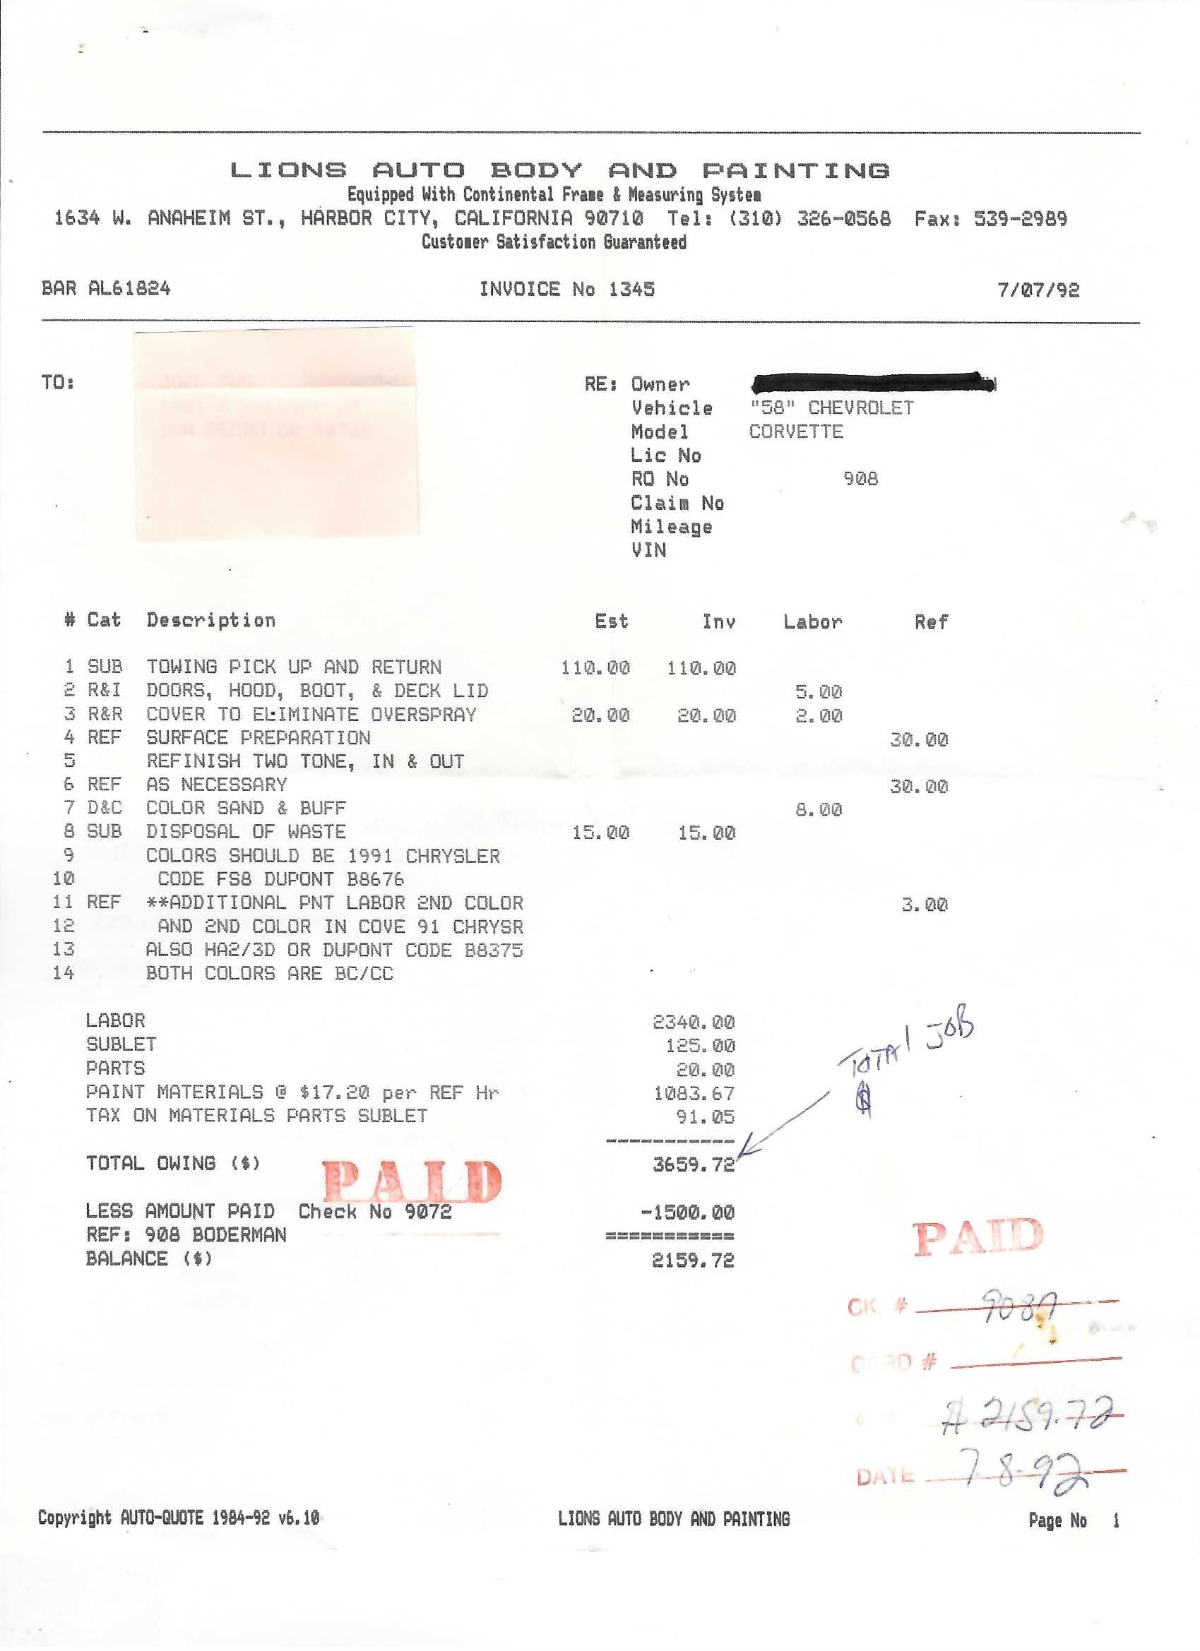 LIONS AUTO BODY AND PAINTING
Equipped With Continental Frame & Measuring System
1634 W. ANAHEIM ST., HARBOR CITY, CALIFORNIA 90710 Tel: (310) 326-0568 Fax: 539-2989
Customer Satisfaction Guaranteed
BAR AL61824 INVOICE No 1345 7/07/92
TO:
RE: Owner
Vehicle "58" CHEVROLET
Model CORVETTE
Lic No
RO No 908
Claim No
Mileage
VIN
# Cat Description Est Inv Labor Ref
1 SUB TOWING PICK UP AND RETURN 110.00 110.00
2 R&I DOORS, HOOD, BOOT, & DECK LID 5.00
3 R&R COVER TO ELIMINATE OVERSPRAY 20.00 20.00 2.00
4 REF SURFACE PREPARATION 30.00
5 REFINISH TWO TONE, IN & OUT
6 REF AS NECESSARY 30.00
7 D&C COLOR SAND & BUFF 8.00
8 SUB DISPOSAL OF WASTE 15.00 15.00
9 COLORS SHOULD BE 1991 CHRYSLER
10 CODE FS8 DUPONT B8676
11 REF **ADDITIONAL PNT LABOR 2ND COLOR 3.00
12 AND 2ND COLOR IN COVE 91 CHRYSR
13 ALSO HA2/3D OR DUPONT CODE B8375
14 BOTH COLORS ARE BC/CC
LABOR 2340.00
SUBLET 125.00
PARTS 20.00
PAINT MATERIALS @ $17.20 per REF Hr 1083.67
TAX ON MATERIALS PARTS SUBLET 91.05
TOTAL JOB
$
TOTAL OWING ($) 3659.72
PAID
LESS AMOUNT PAID Check No 9072 -1500.00
REF: 908 BODERMAN
BALANCE ($) 2159.72
PAID
CK #
CARD #
2159.72
DATE 7-8-92
Copyright AUTO-QUOTE 1984-92 v6.10 LIONS AUTO BODY AND PAINTING Page No 1